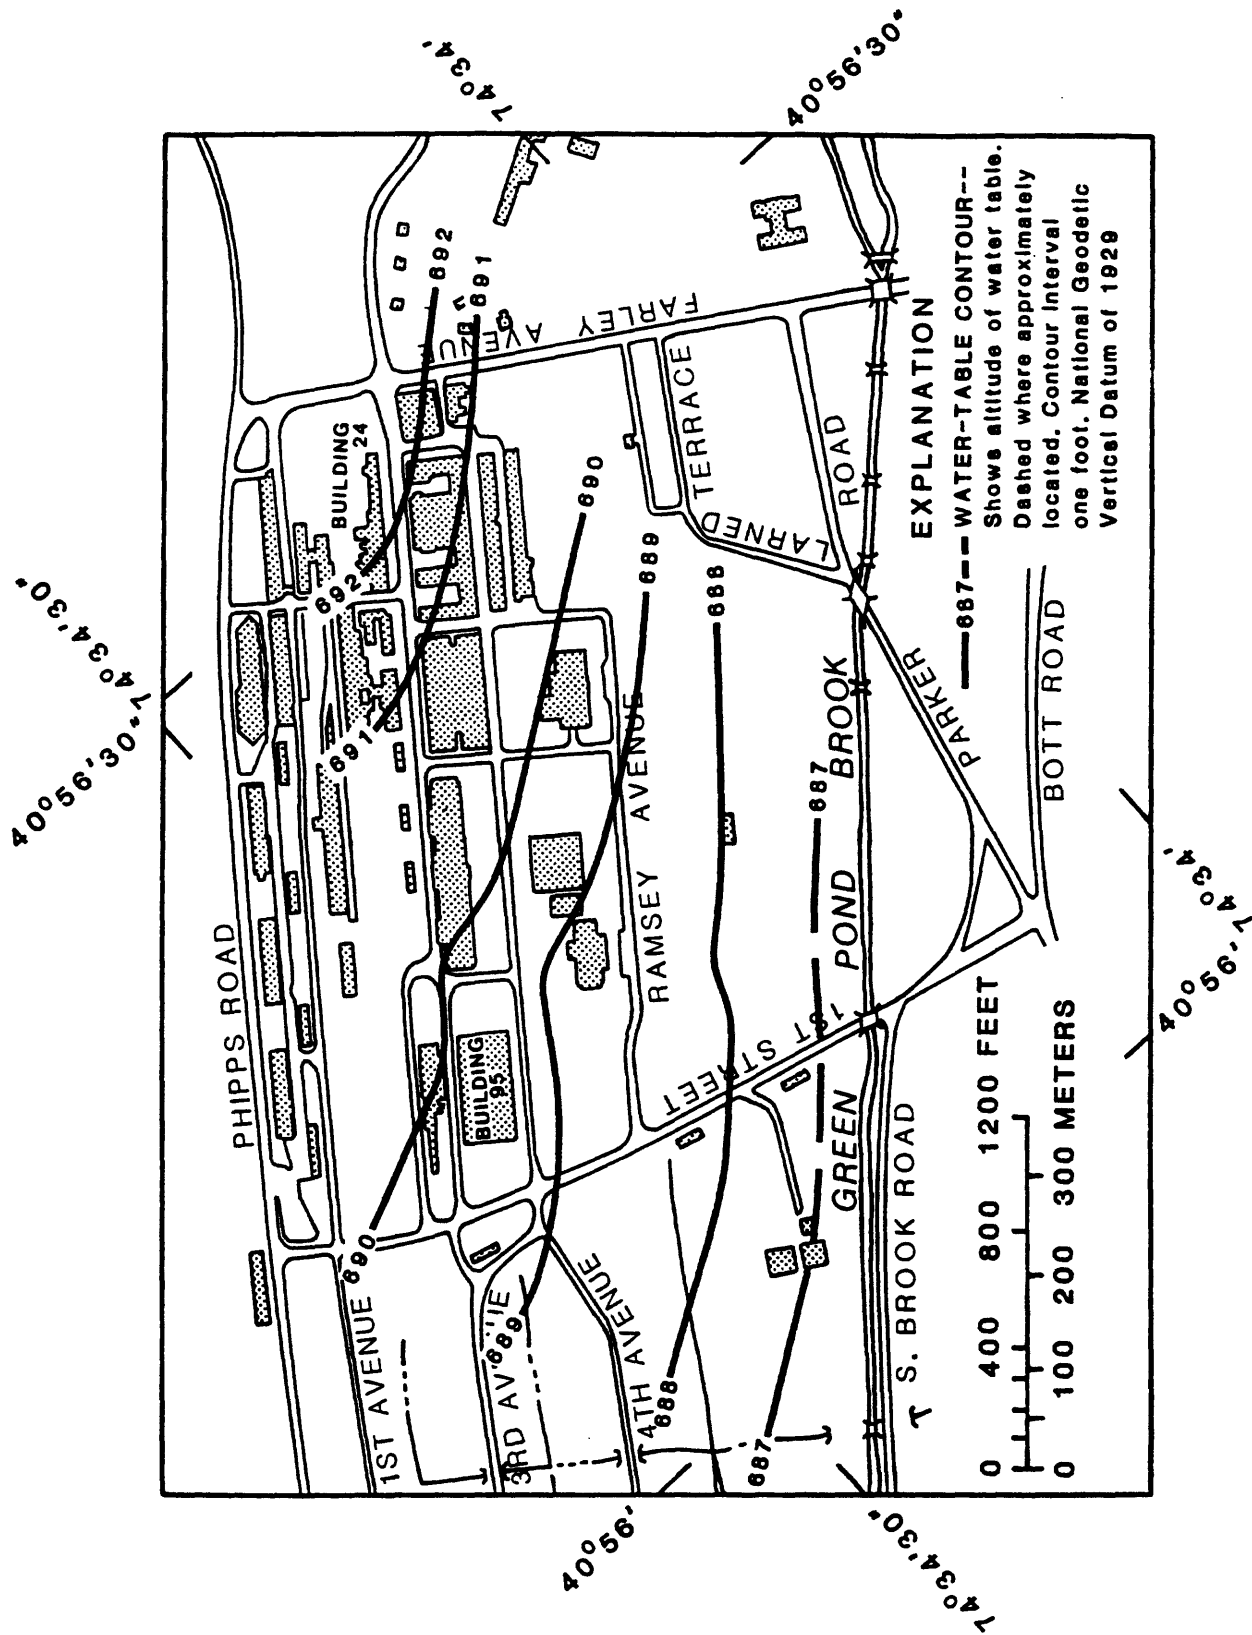 74°34'
40°56'30"
74°34'30"
40°56'30"
PHIPPS ROAD
BUILDING
24
FARLEY AVENUE
692
691
692
691
690
689
688
687
690
689
688
687
TERRACE
LARNED
ROAD
PARKER
BOTT ROAD
RAMSEY AVENUE
BUILDING
95
1ST STREET
GREEN POND BROOK
1ST AVENUE
3RD AV
4TH AVENUE
S. BROOK ROAD
EXPLANATION
—687— WATER-TABLE CONTOUR--
Shows altitude of water table.
Dashed where approximately
located. Contour Interval
one foot. National Geodetic
Vertical Datum of 1929
0 400 800 1200 FEET
0 100 200 300 METERS
40°56'
74°34'30"
74°34'
40°56'